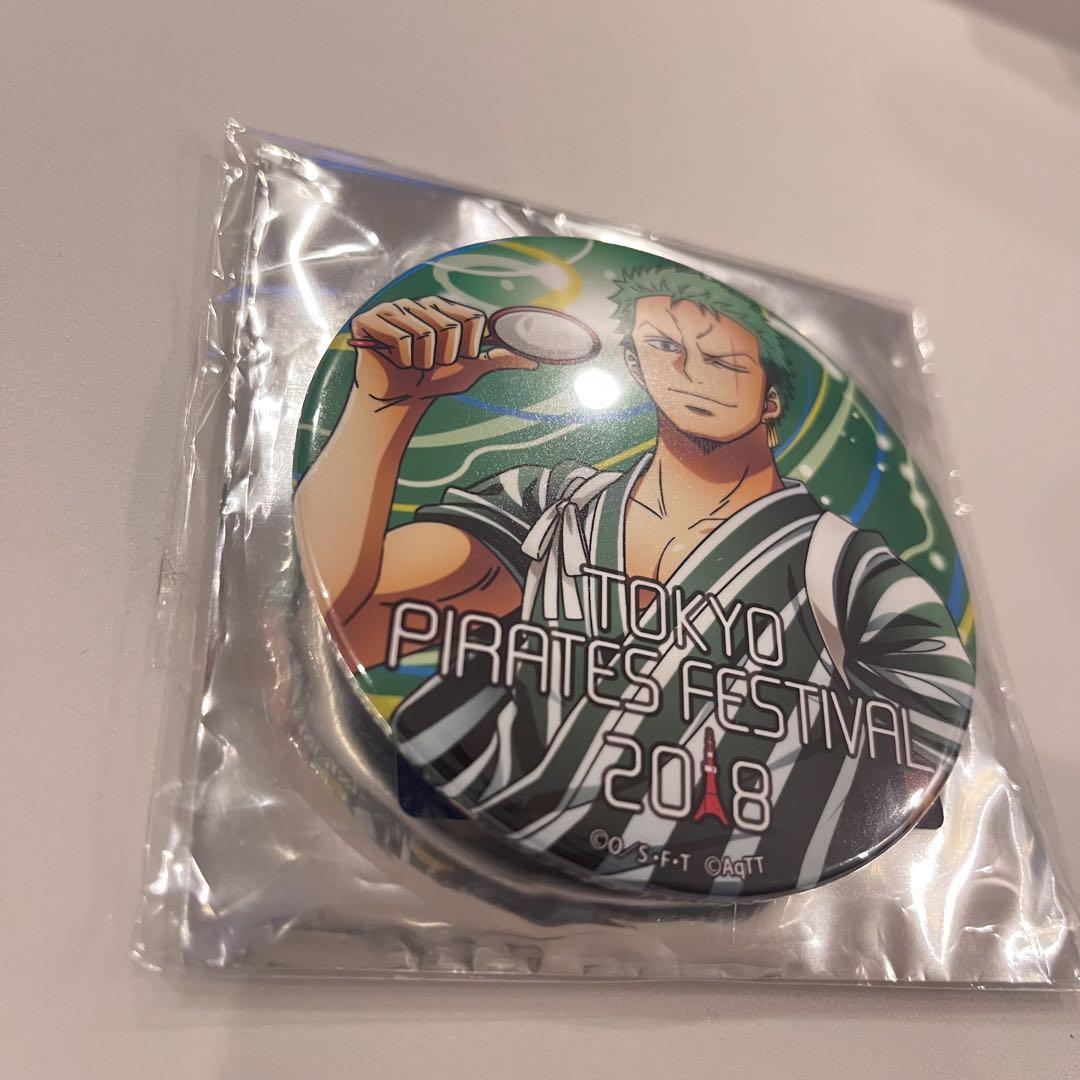 TOKYO
PIRATES FESTIVAL
2018
©O/S・F・T ©AqTT